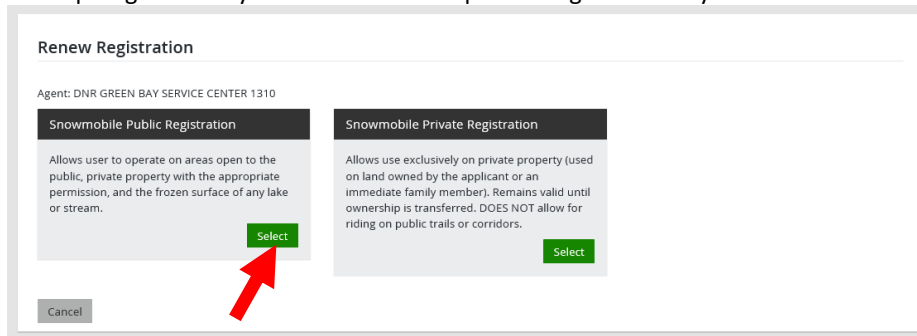 Renew Registration
Agent: DNR GREEN BAY SERVICE CENTER 1310
Snowmobile Public Registration
Allows user to operate on areas open to the
public, private property with the appropriate
permission, and the frozen surface of any lake
or stream.
Select
Snowmobile Private Registration
Allows use exclusively on private property (used
on land owned by the applicant or an
immediate family member). Remains valid until
ownership is transferred. DOES NOT allow for
riding on public trails or corridors.
Select
Cancel